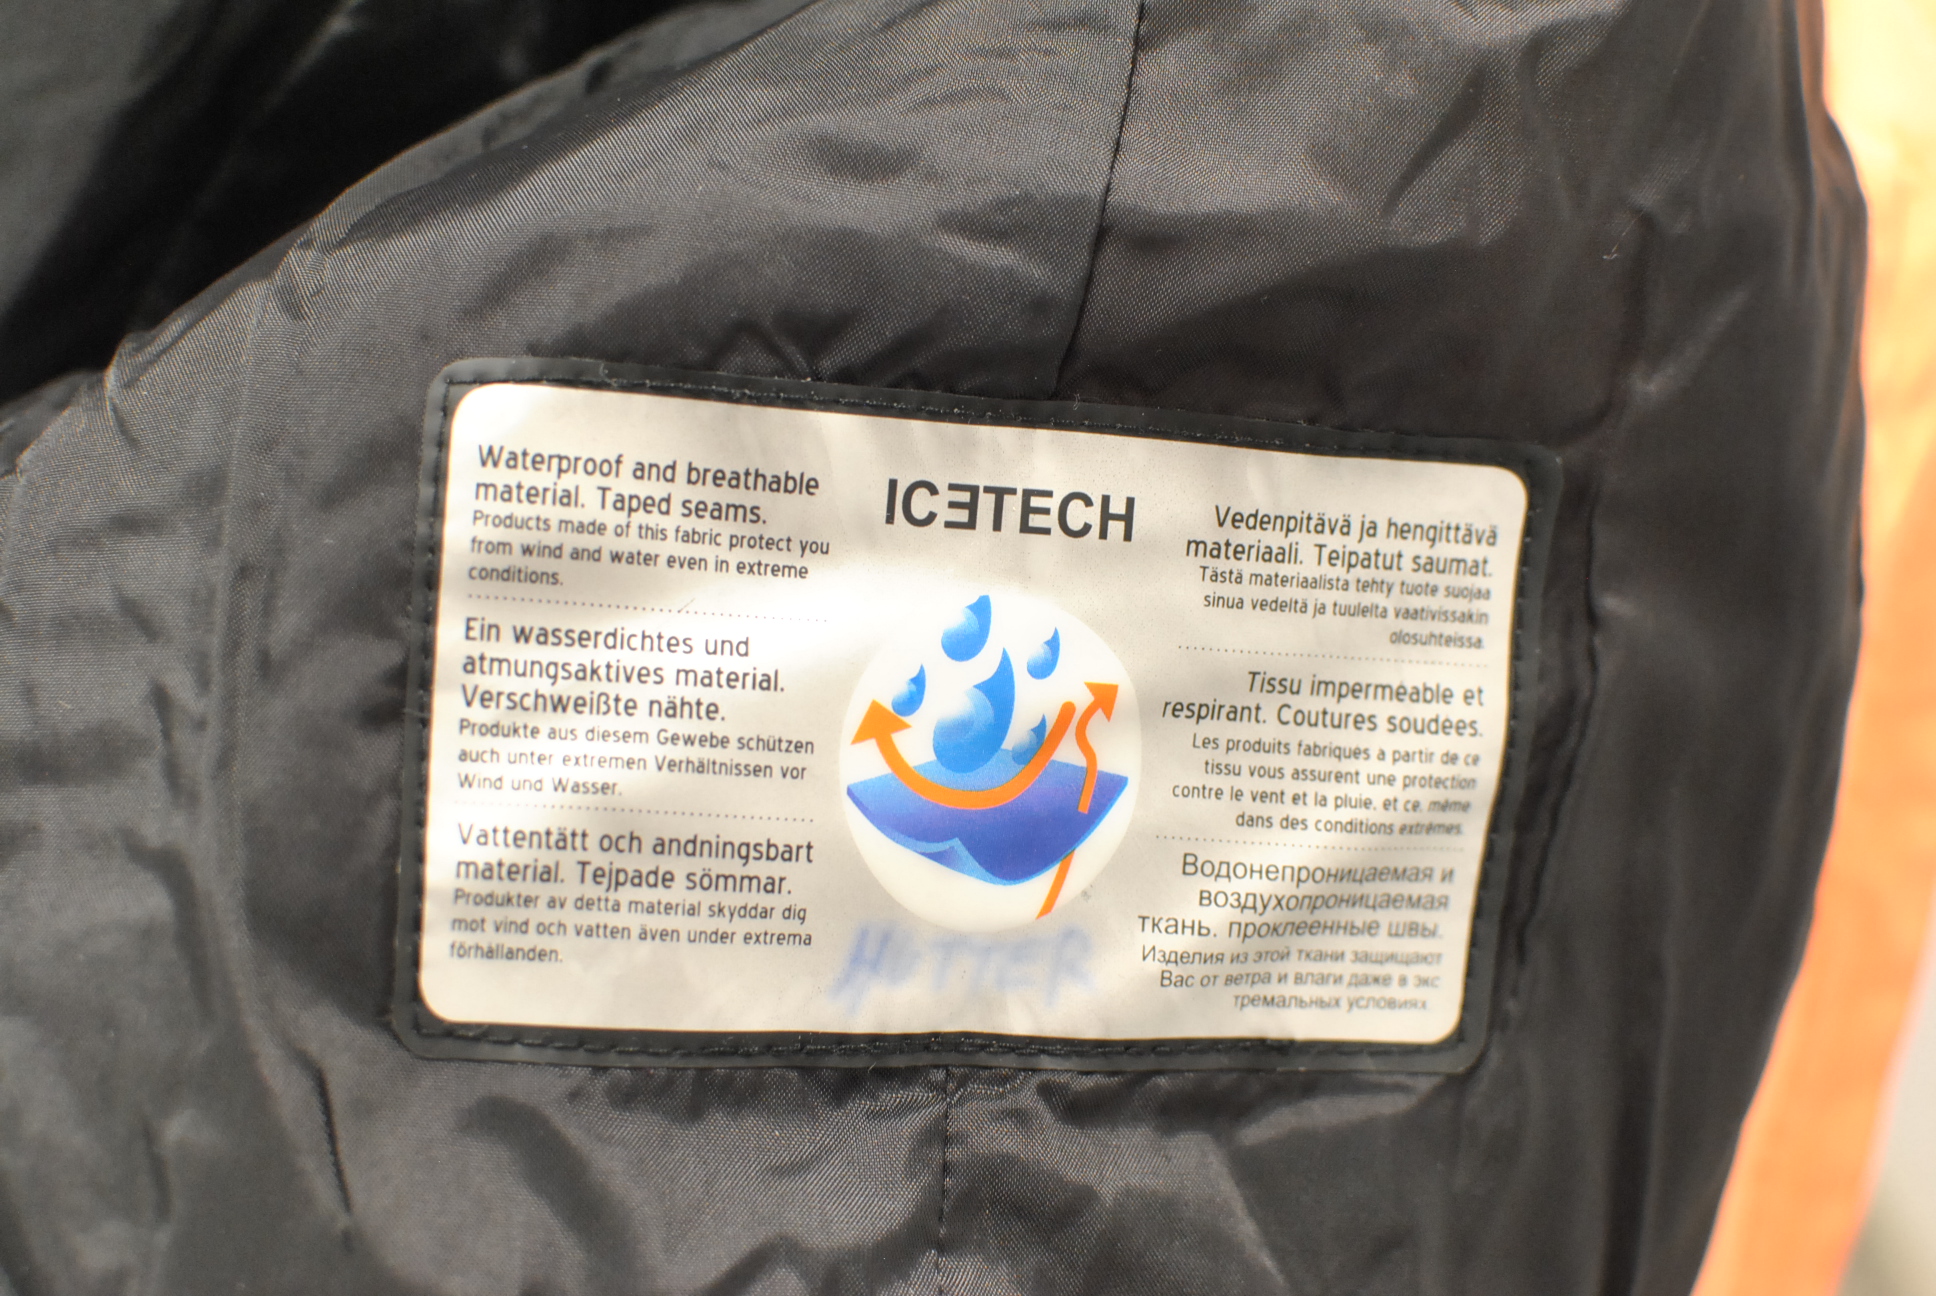 Waterproof and breathable
material. Taped seams.
Products made of this fabric protect you
from wind and water even in extreme
conditions.
Ein wasserdichtes und
atmungsaktives material.
Verschweißte nähte.
Produkte aus diesem Gewebe schützen
auch unter extremen Verhältnissen vor
Wind und Wasser.
Vattentätt och andningsbart
material. Tejpade sömmar.
Produkter av detta material skyddar dig
mot vind och vatten även under extrema
förhållanden.
ICƎTECH
Vedenpitävä ja hengittävä
materiaali. Teipatut saumat.
Tästä materiaalista tehty tuote suojaa
sinua vedeltä ja tuulelta vaativissakin
olosuhteissa.
Tissu imperméable et
respirant. Coutures soudées.
Les produits fabriqués a partir de ce
tissu vous assurent une protection
contre le vent et la pluie, et ce, même
dans des conditions extrêmes.
Водонепроницаемая и
воздухопроницаемая
ткань. проклеенные швы.
Изделия из этой ткани защищают
Вас от ветра и влаги даже в экс
тремальных условиях.